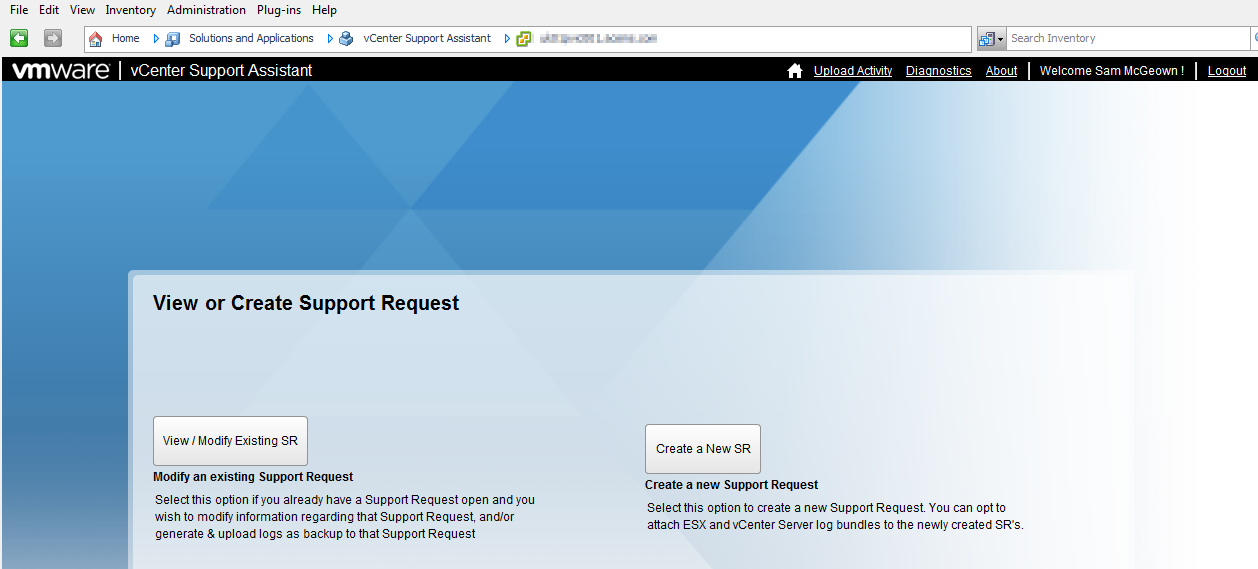 File Edit View Inventory Administration Plug-ins Help
Home Solutions and Applications vCenter Support Assistant Search Inventory
vmware vCenter Support Assistant Upload Activity Diagnostics About Welcome Sam McGeown ! Logout
View or Create Support Request
View / Modify Existing SR
Modify an existing Support Request
Select this option if you already have a Support Request open and you
wish to modify information regarding that Support Request, and/or
generate & upload logs as backup to that Support Request
Create a New SR
Create a new Support Request
Select this option to create a new Support Request. You can opt to
attach ESX and vCenter Server log bundles to the newly created SR's.